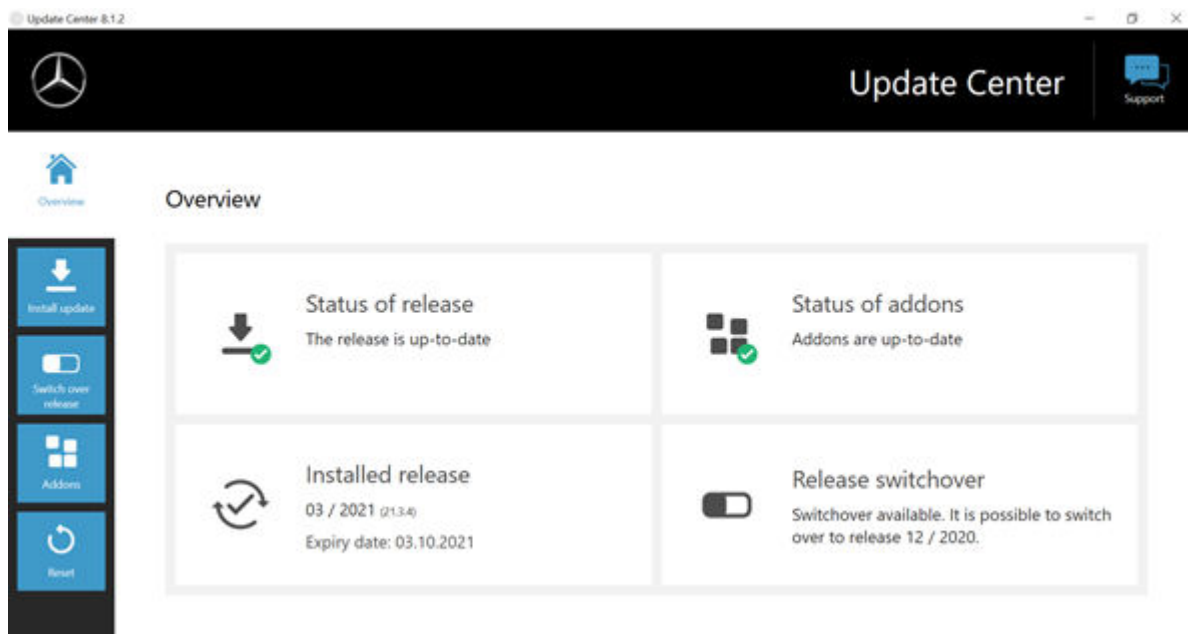 Update Center 8.1.2
Update Center
Support
Overview
Overview
Install update
Switch over
release
Addons
Reset
Status of release
The release is up-to-date
Status of addons
Addons are up-to-date
Installed release
03 / 2021 (21.3.4)
Expiry date: 03.10.2021
Release switchover
Switchover available. It is possible to switch
over to release 12 / 2020.